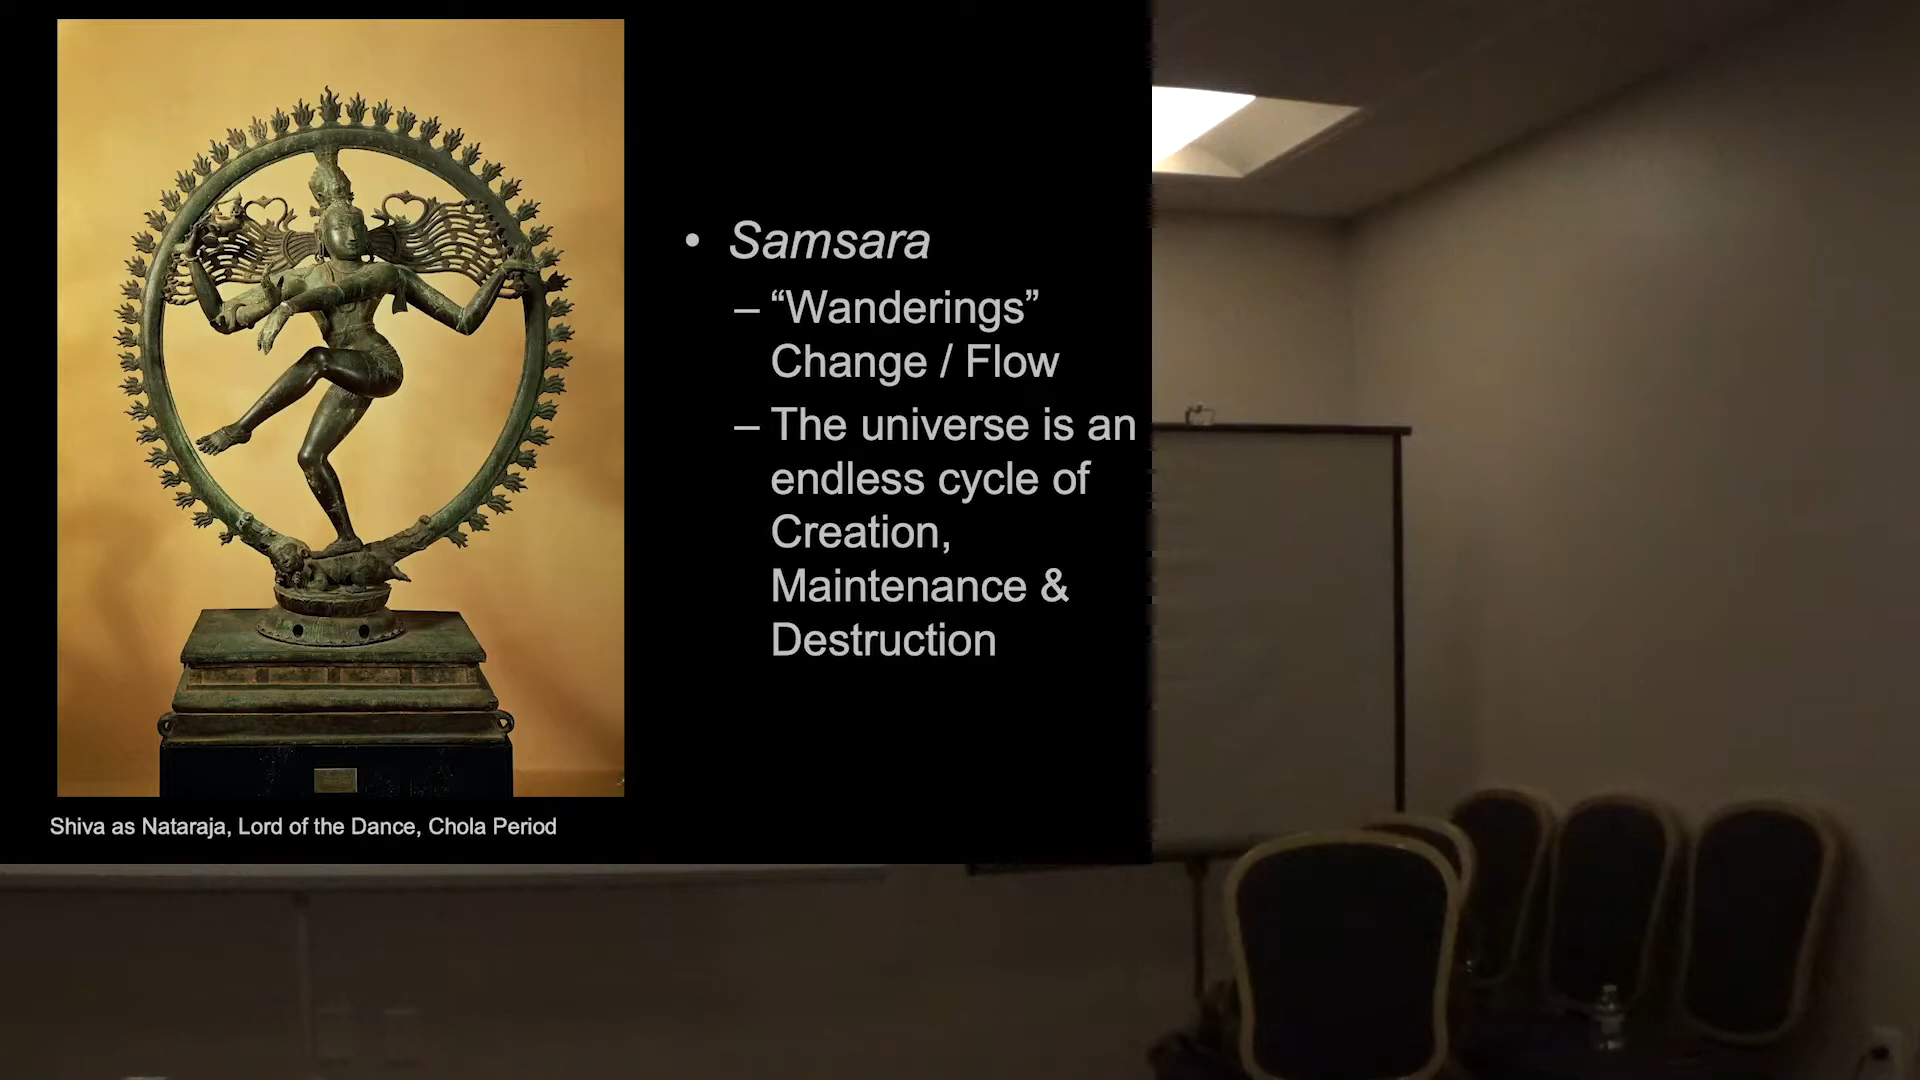 • Samsara
– “Wanderings”
Change / Flow
– The universe is an
endless cycle of
Creation,
Maintenance &
Destruction
Shiva as Nataraja, Lord of the Dance, Chola Period